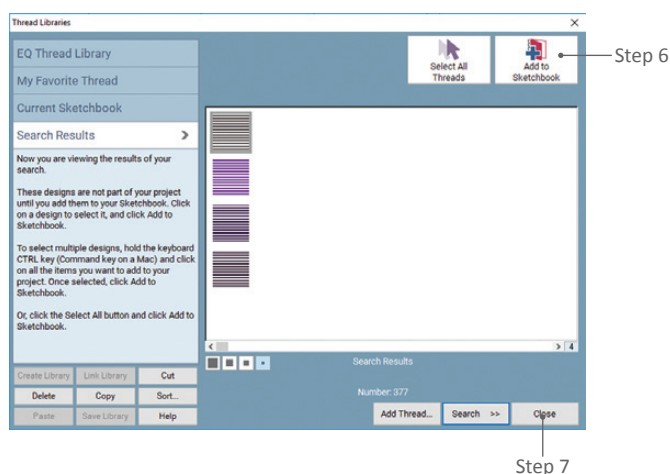 Thread Libraries
EQ Thread Library
My Favorite Thread
Current Sketchbook
Search Results
Now you are viewing the results of your
search.
These designs are not part of your project
until you add them to your Sketchbook. Click
on a design to select it, and click Add to
Sketchbook.
To select multiple designs, hold the keyboard
CTRL key (Command key on a Mac) and click
on all the items you want to add to your
project. Once selected, click Add to
Sketchbook.
Or, click the Select All button and click Add to
Sketchbook.
Create Library Link Library Cut
Delete Copy Sort...
Paste Save Library Help
Select All
Threads
Add to
Sketchbook
Step 6
4
Search Results
Number: 377
Add Thread... Search >> Close
Step 7